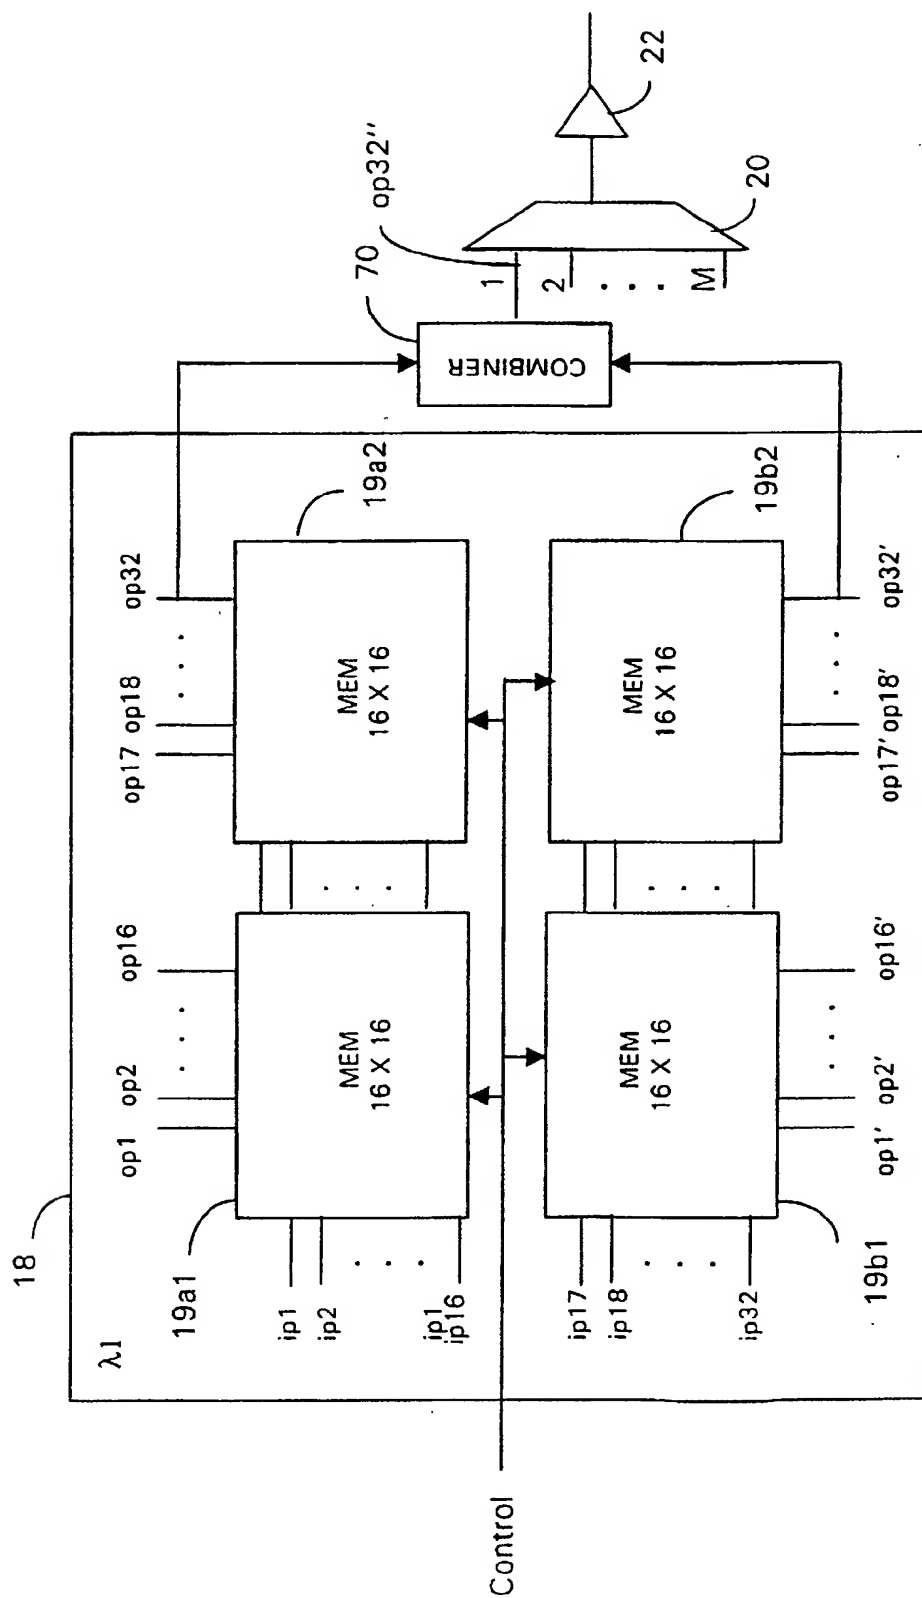 18
λ1
19a1
op1
op2
. . .
op16
op17
op18
. . .
op32
19a2
ip1
ip2
. . . .
ip1
ip16
MEM
16 X 16
. . .
MEM
16 X 16
Control
ip17
ip18
. . . .
ip32
MEM
16 X 16
. . .
MEM
16 X 16
19b1
op1′
op2′
. . .
op16′
op17′
op18′
. . .
op32′
19b2
COMBINER
70
op32′′
1
2
. . .
M
20
22